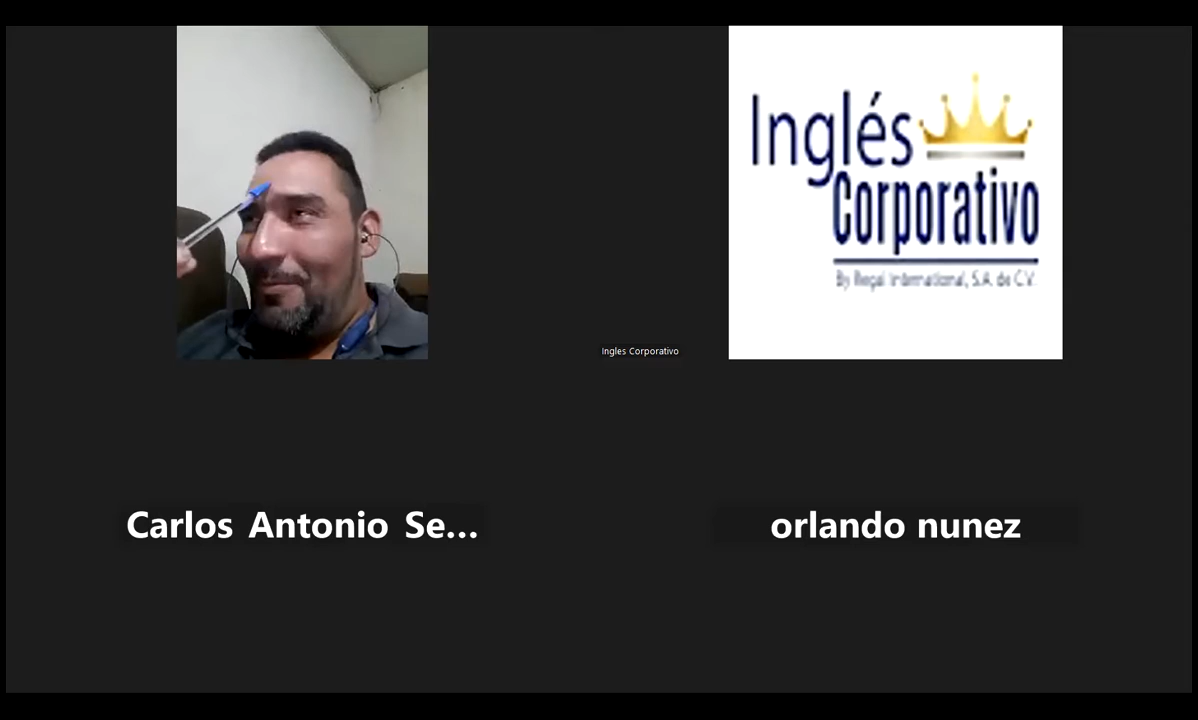 Inglés
Corporativo
By Regal International, S.A. de C.V.
Ingles Corporativo
Carlos Antonio Se...
orlando nunez